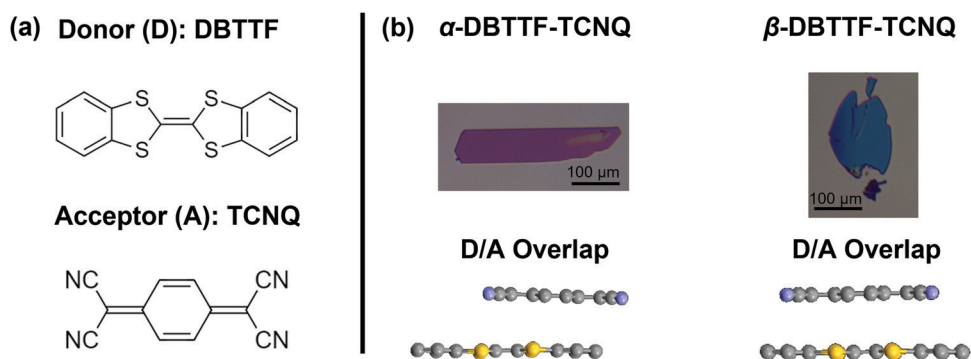 (a) Donor (D): DBTTF
S S
S S
Acceptor (A): TCNQ
NC CN
NC CN
(b) α-DBTTF-TCNQ β-DBTTF-TCNQ
100 μm 100 μm
D/A Overlap D/A Overlap